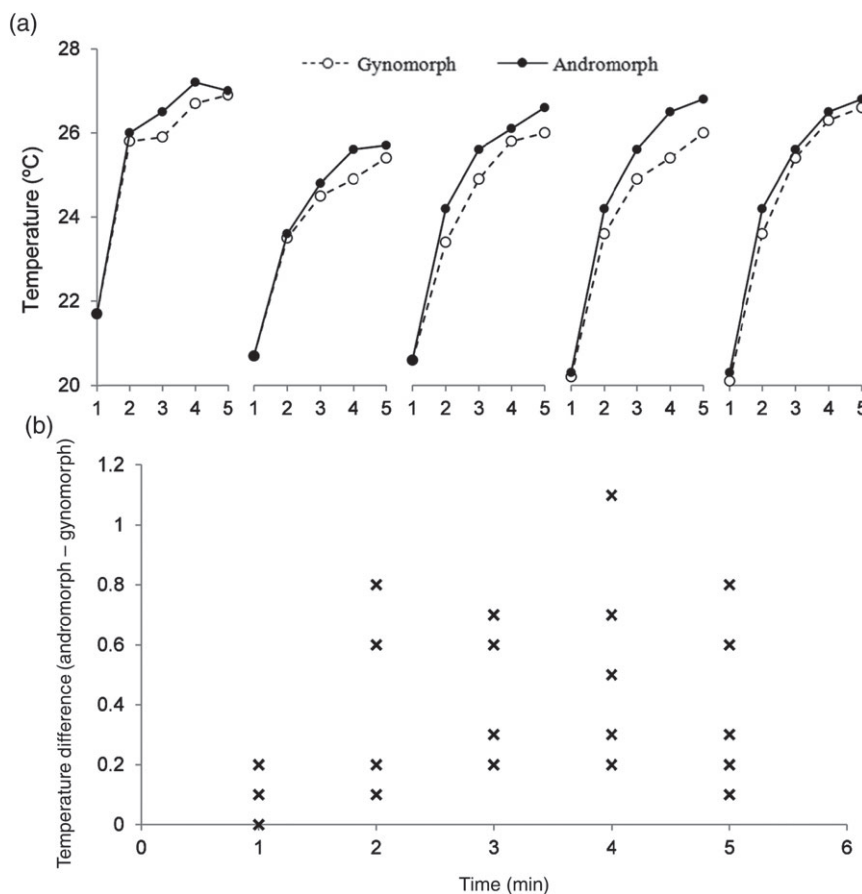 (a)
Gynomorph Andromorph
Temperature (ºC)
28
26
24
22
20
1 2 3 4 5 1 2 3 4 5 1 2 3 4 5 1 2 3 4 5 1 2 3 4 5
(b)
Temperature difference (andromorph – gynomorph)
1.2
1
0.8
0.6
0.4
0.2
0
0 1 2 3 4 5 6
Time (min)